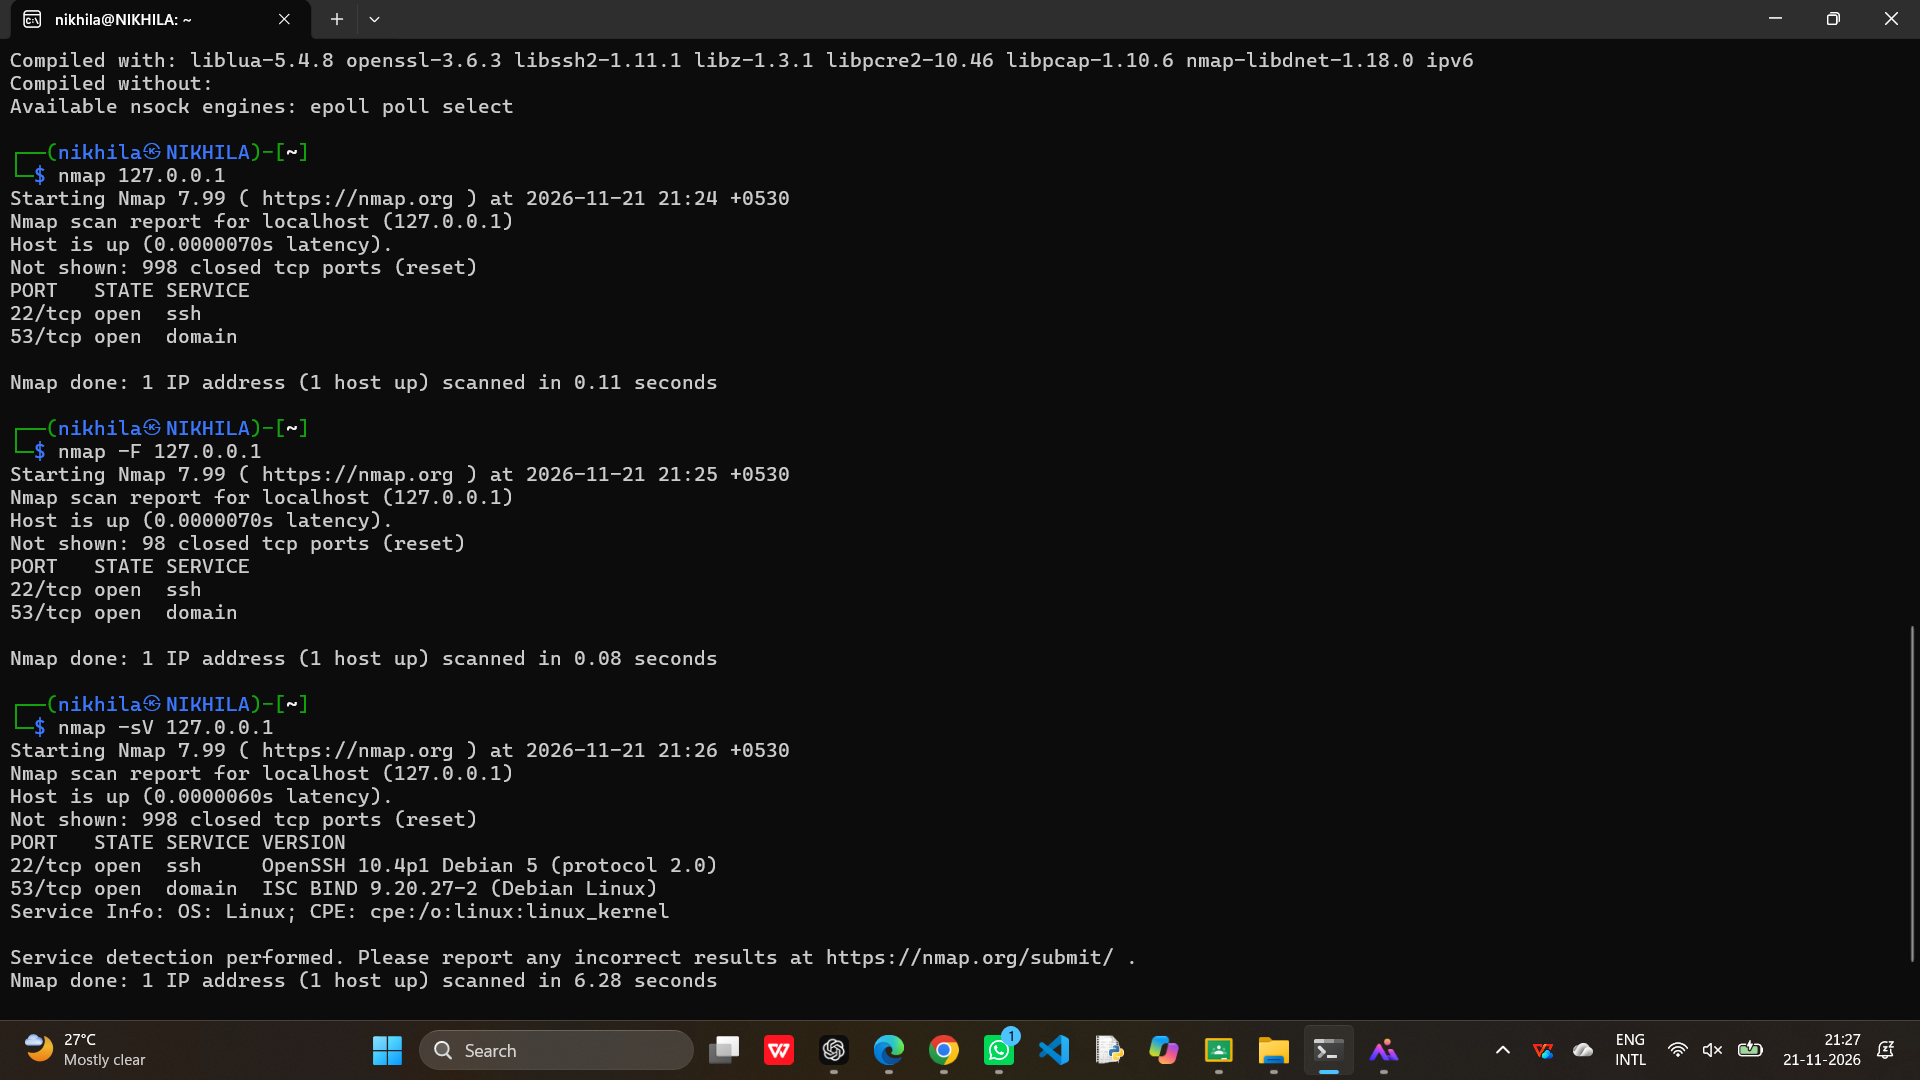 nikhila@NIKHILA: ~
Compiled with: liblua-5.4.8 openssl-3.6.3 libssh2-1.11.1 libz-1.3.1 libpcre2-10.46 libpcap-1.10.6 nmap-libdnet-1.18.0 ipv6
Compiled without:
Available nsock engines: epoll poll select
┌──(nikhila㉿NIKHILA)-[~]
└─$ nmap 127.0.0.1
Starting Nmap 7.99 ( https://nmap.org ) at 2026-11-21 21:24 +0530
Nmap scan report for localhost (127.0.0.1)
Host is up (0.0000070s latency).
Not shown: 998 closed tcp ports (reset)
PORT   STATE SERVICE
22/tcp open  ssh
53/tcp open  domain
Nmap done: 1 IP address (1 host up) scanned in 0.11 seconds
┌──(nikhila㉿NIKHILA)-[~]
└─$ nmap -F 127.0.0.1
Starting Nmap 7.99 ( https://nmap.org ) at 2026-11-21 21:25 +0530
Nmap scan report for localhost (127.0.0.1)
Host is up (0.0000070s latency).
Not shown: 98 closed tcp ports (reset)
PORT   STATE SERVICE
22/tcp open  ssh
53/tcp open  domain
Nmap done: 1 IP address (1 host up) scanned in 0.08 seconds
┌──(nikhila㉿NIKHILA)-[~]
└─$ nmap -sV 127.0.0.1
Starting Nmap 7.99 ( https://nmap.org ) at 2026-11-21 21:26 +0530
Nmap scan report for localhost (127.0.0.1)
Host is up (0.0000060s latency).
Not shown: 998 closed tcp ports (reset)
PORT   STATE SERVICE VERSION
22/tcp open  ssh     OpenSSH 10.4p1 Debian 5 (protocol 2.0)
53/tcp open  domain  ISC BIND 9.20.27-2 (Debian Linux)
Service Info: OS: Linux; CPE: cpe:/o:linux:linux_kernel
Service detection performed. Please report any incorrect results at https://nmap.org/submit/ .
Nmap done: 1 IP address (1 host up) scanned in 6.28 seconds
27°C
Mostly clear
Search
1
ENG
INTL
21:27
21-11-2026